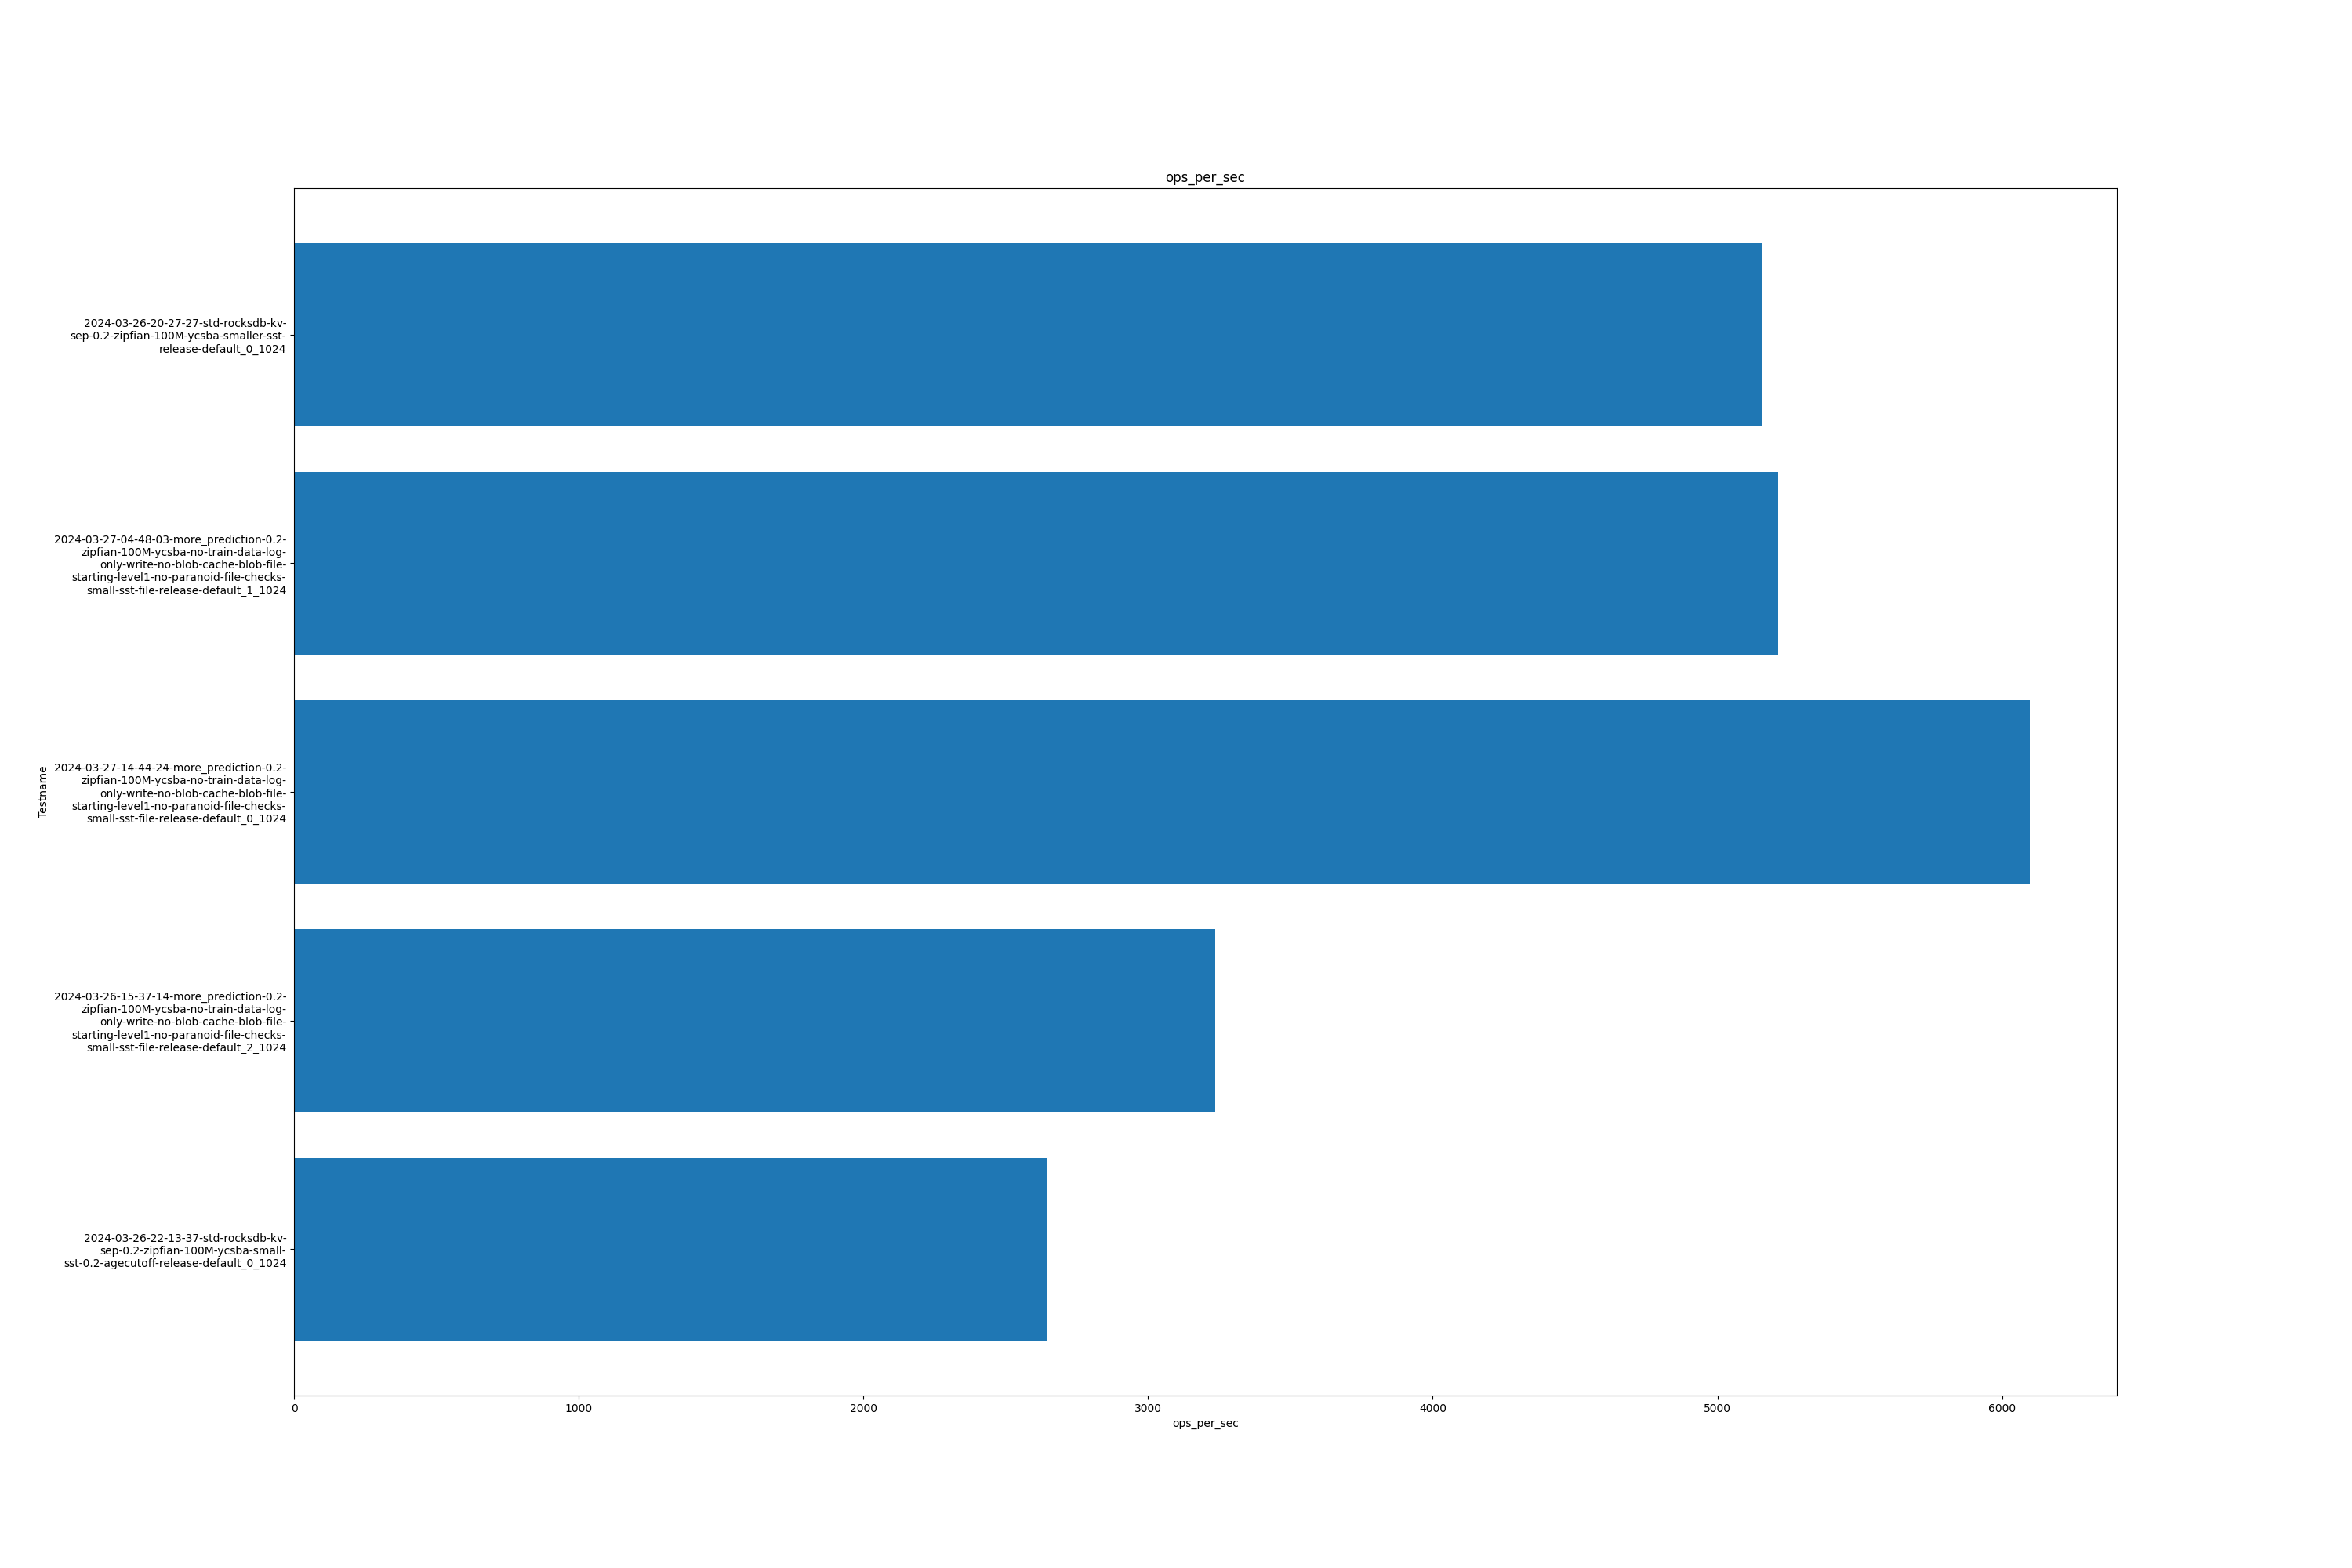 ops_per_sec
2024-03-26-20-27-27-std-rocksdb-kv-
sep-0.2-zipfian-100M-ycsba-smaller-sst-
release-default_0_1024
2024-03-27-04-48-03-more_prediction-0.2-
zipfian-100M-ycsba-no-train-data-log-
only-write-no-blob-cache-blob-file-
starting-level1-no-paranoid-file-checks-
small-sst-file-release-default_1_1024
Testname
2024-03-27-14-44-24-more_prediction-0.2-
zipfian-100M-ycsba-no-train-data-log-
only-write-no-blob-cache-blob-file-
starting-level1-no-paranoid-file-checks-
small-sst-file-release-default_0_1024
2024-03-26-15-37-14-more_prediction-0.2-
zipfian-100M-ycsba-no-train-data-log-
only-write-no-blob-cache-blob-file-
starting-level1-no-paranoid-file-checks-
small-sst-file-release-default_2_1024
2024-03-26-22-13-37-std-rocksdb-kv-
sep-0.2-zipfian-100M-ycsba-small-
sst-0.2-agecutoff-release-default_0_1024
0 1000 2000 3000 4000 5000 6000
ops_per_sec